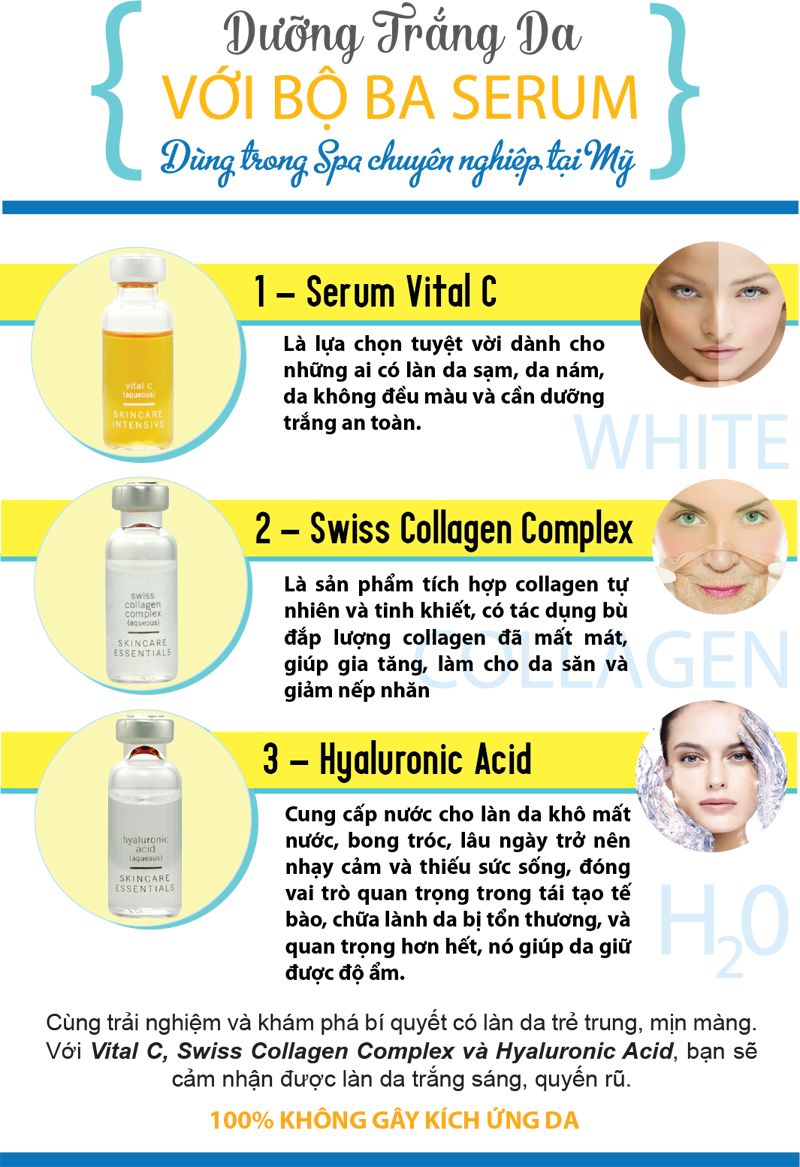 Dưỡng Trắng Da
VỚI BỘ BA SERUM
Dùng trong Spa chuyên nghiệp tại Mỹ
1 – Serum Vital C
vital c
(aqueous)
SKINCARE
INTENSIVE
Là lựa chọn tuyệt vời dành cho
những ai có làn da sạm, da nám,
da không đều màu và cần dưỡng
trắng an toàn.
WHITE
2 – Swiss Collagen Complex
swiss
collagen
complex
(aqueous)
SKINCARE
ESSENTIALS
Là sản phẩm tích hợp collagen tự
nhiên và tinh khiết, có tác dụng bù
đắp lượng collagen đã mất mát,
giúp gia tăng, làm cho da săn và
giảm nếp nhăn
COLLAGEN
3 – Hyaluronic Acid
hyaluronic
acid
(aqueous)
SKINCARE
ESSENTIALS
Cung cấp nước cho làn da khô mất
nước, bong tróc, lâu ngày trở nên
nhạy cảm và thiếu sức sống, đóng
vai trò quan trọng trong tái tạo tế
bào, chữa lành da bị tổn thương, và
quan trọng hơn hết, nó giúp da giữ
được độ ẩm.
H20
Cùng trải nghiệm và khám phá bí quyết có làn da trẻ trung, mịn màng.
Với Vital C, Swiss Collagen Complex và Hyaluronic Acid, bạn sẽ
cảm nhận được làn da trắng sáng, quyến rũ.
100% KHÔNG GÂY KÍCH ỨNG DA